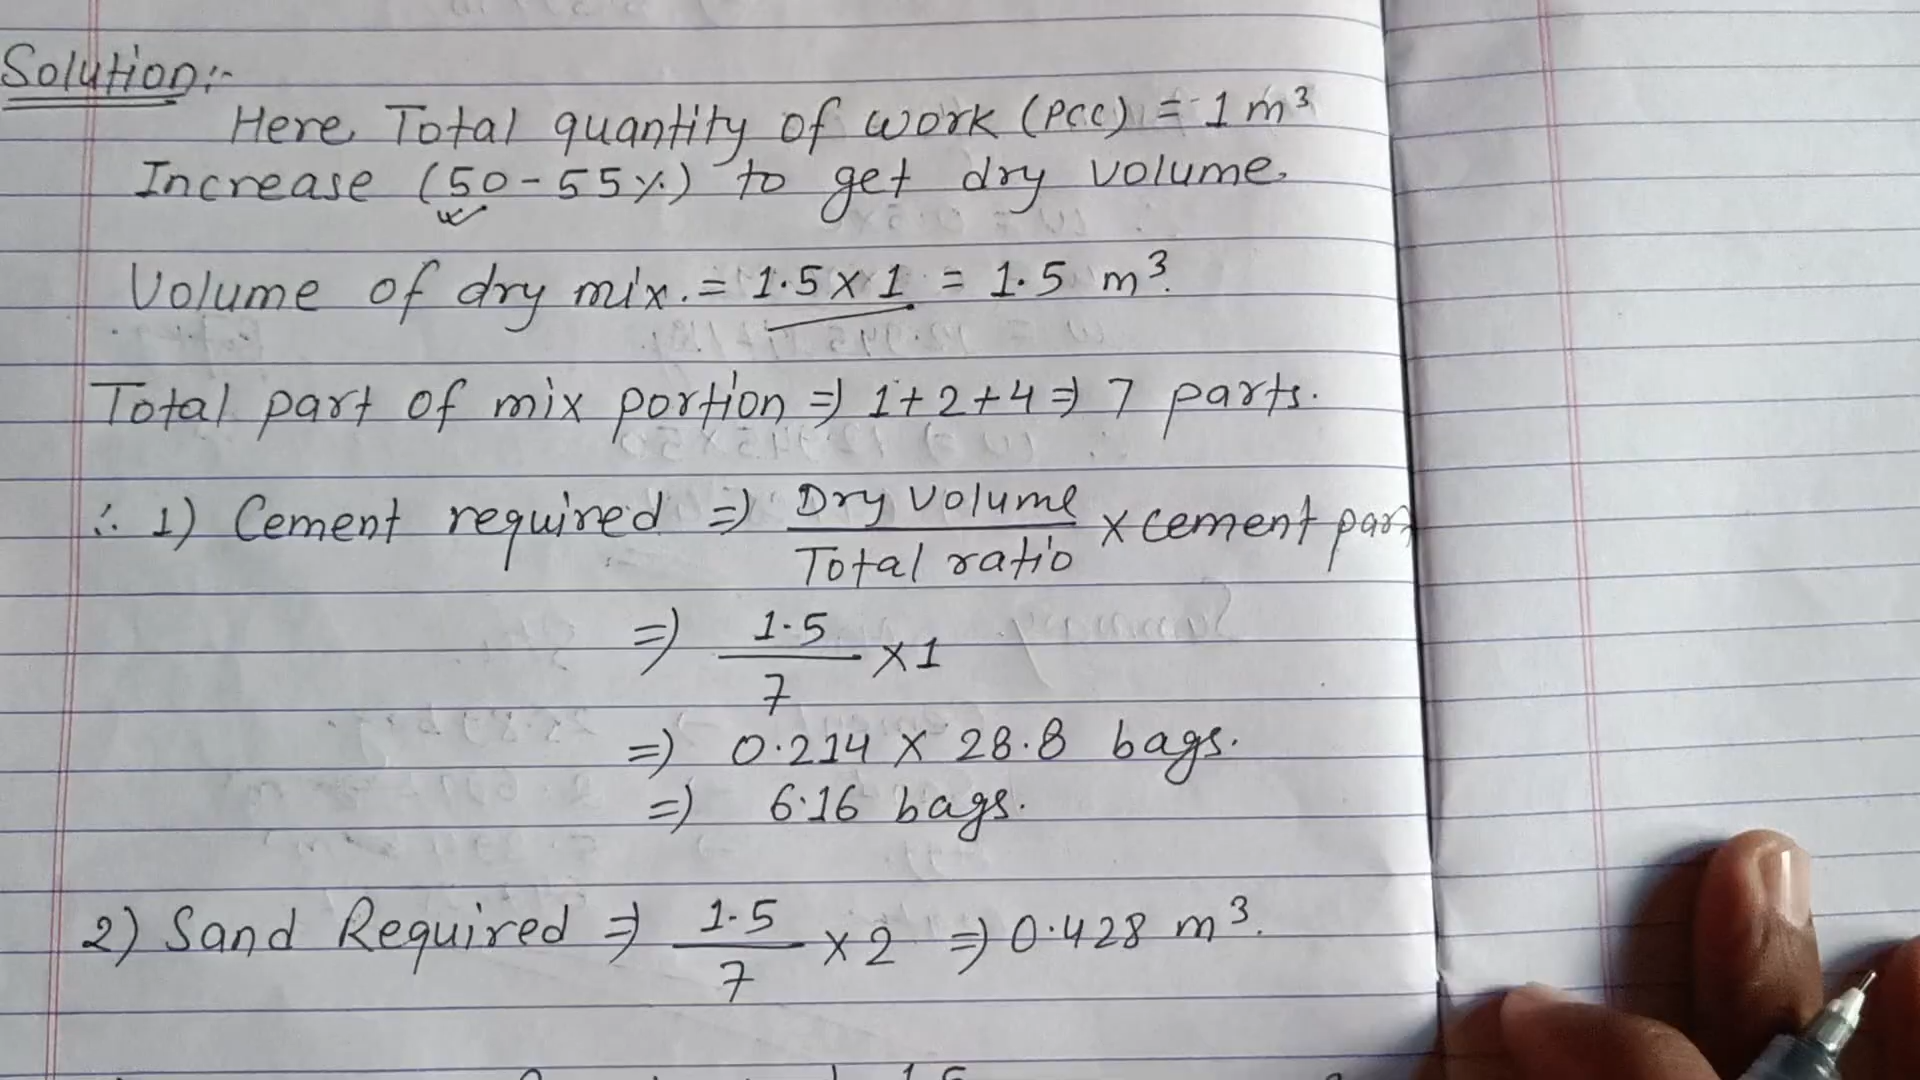 Solution:-
Here, Total quantity of work (PCC) = 1 m³
Increase (50-55%) to get dry volume.
Volume of dry mix. = 1.5 x 1 = 1.5 m³.
Total part of mix portion ⇒ 1+2+4 ⇒ 7 parts.
∴ 1) Cement required ⇒ Dry Volume / Total ratio x cement part
⇒ 1.5 / 7 x 1
⇒ 0.214 x 28.8 bags.
⇒ 6.16 bags.
2) Sand Required ⇒ 1.5 / 7 x 2 ⇒ 0.428 m³.